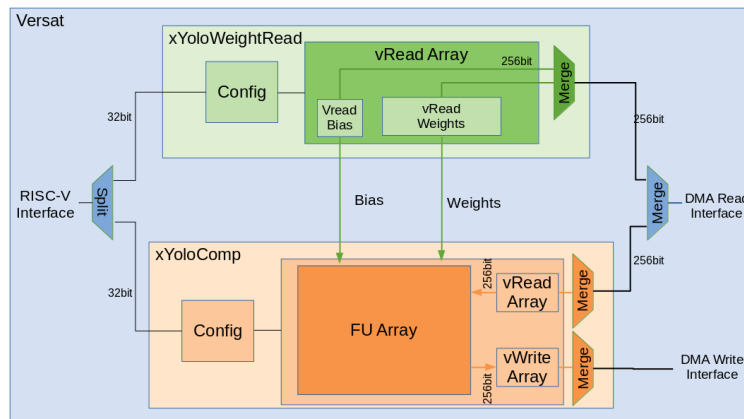 Versat
xYoloWeightRead
vRead Array
256bit
Config
Vread
Bias
vRead
Weights
Merge
32bit
256bit
RISC-V
Interface
Split
Bias
Weights
Merge
DMA Read
Interface
xYoloComp
256bit
32bit
Config
FU Array
256bit
vRead
Array
Merge
256bit
vWrite
Array
Merge
DMA Write
Interface